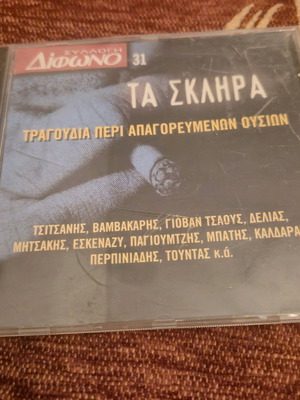 ΣΥΛΛΟΓΗ
Δίφωνο 31
ΤΑ ΣΚΛΗΡΑ
ΤΡΑΓΟΥΔΙΑ ΠΕΡΙ ΑΠΑΓΟΡΕΥΜΕΝΩΝ ΟΥΣΙΩΝ
ΤΣΙΤΣΑΝΗΣ, ΒΑΜΒΑΚΑΡΗΣ, ΓΙΟΒΑΝ ΤΣΑΟΥΣ, ΔΕΛΙΑΣ,
ΜΗΤΣΑΚΗΣ, ΕΣΚΕΝΑΖΥ, ΠΑΓΙΟΥΜΤΖΗΣ, ΜΠΑΤΗΣ, ΚΑΛΔΑΡΑ
ΠΕΡΠΙΝΙΑΔΗΣ, ΤΟΥΝΤΑΣ κ.ά.